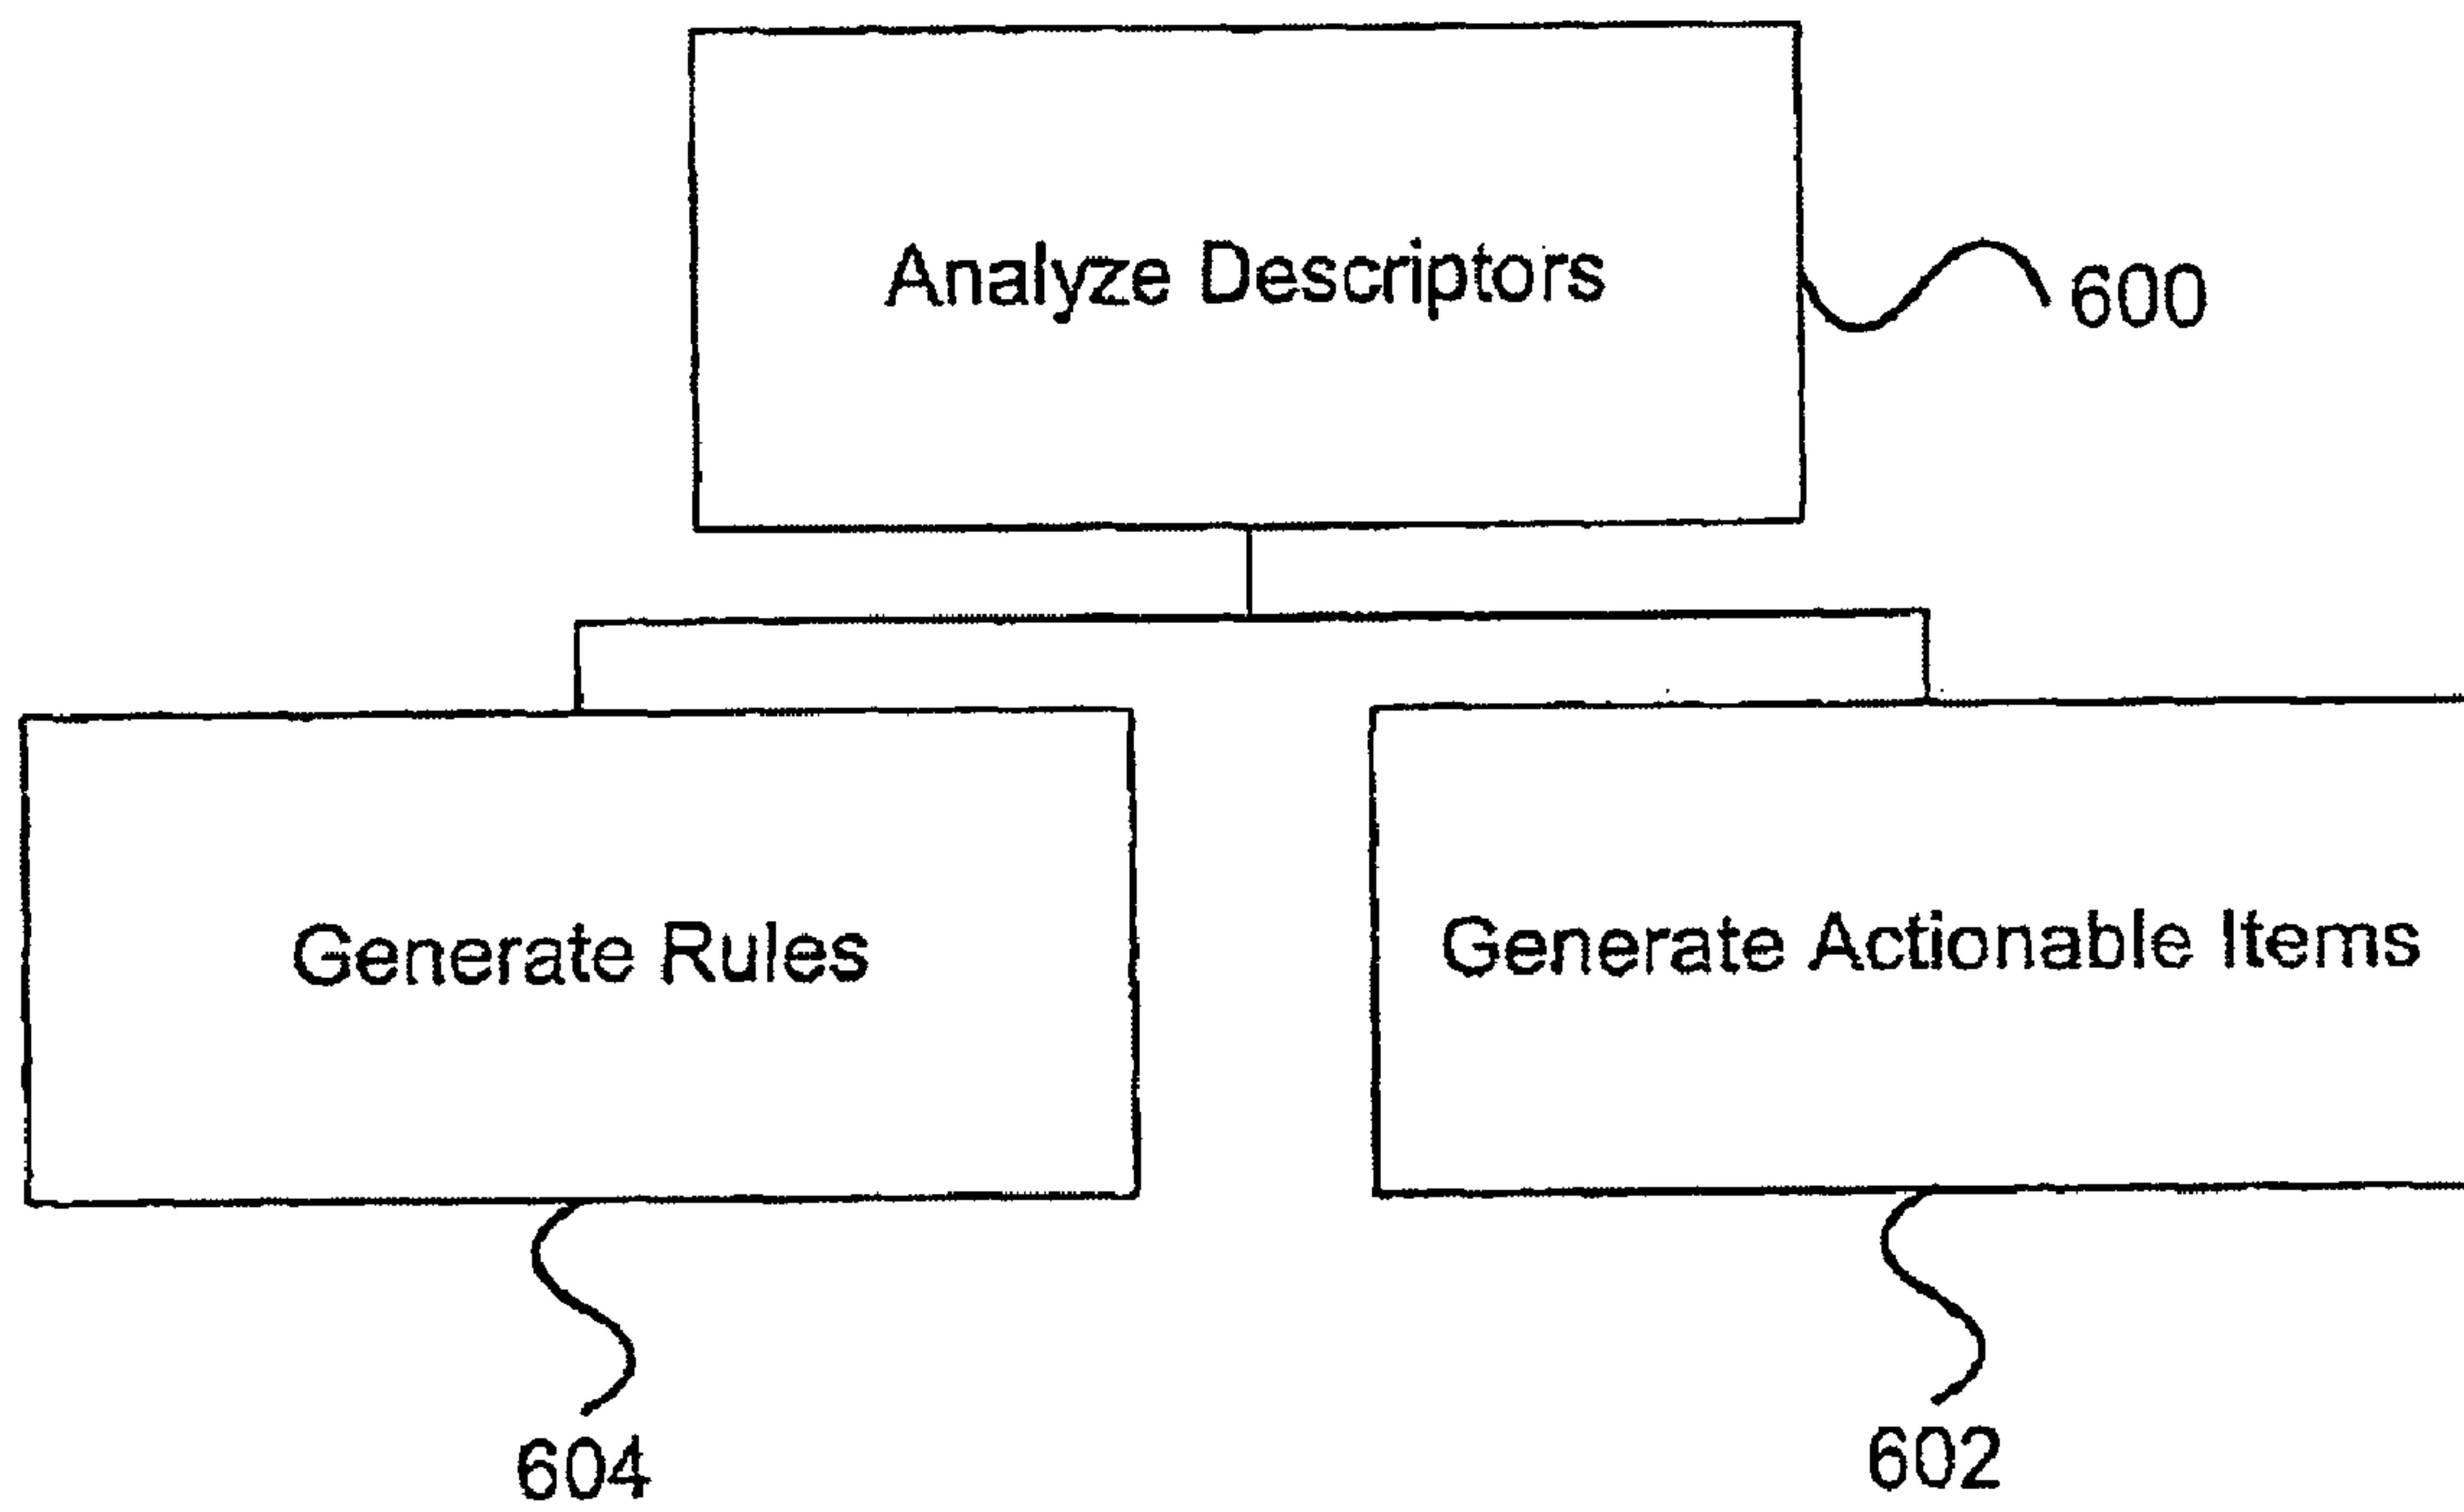 Analyze Descriptors
600
Generate Rules
Generate Actionable Items
604
602